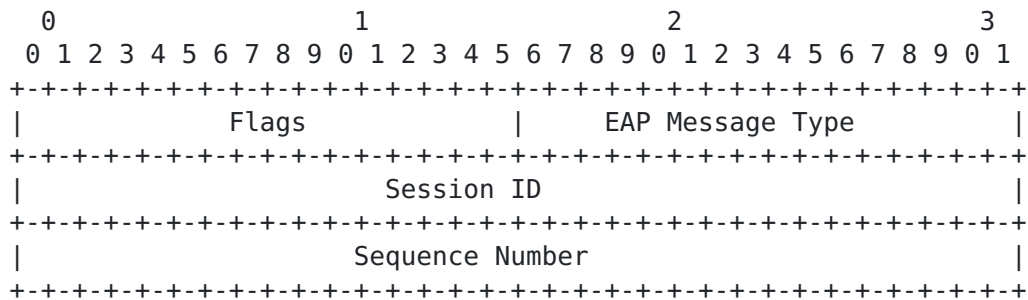 0                   1                   2                   3
 0 1 2 3 4 5 6 7 8 9 0 1 2 3 4 5 6 7 8 9 0 1 2 3 4 5 6 7 8 9 0 1
+-+-+-+-+-+-+-+-+-+-+-+-+-+-+-+-+-+-+-+-+-+-+-+-+-+-+-+-+-+-+-+-+
|             Flags             |     EAP Message Type          |
+-+-+-+-+-+-+-+-+-+-+-+-+-+-+-+-+-+-+-+-+-+-+-+-+-+-+-+-+-+-+-+-+
|                       Session ID                              |
+-+-+-+-+-+-+-+-+-+-+-+-+-+-+-+-+-+-+-+-+-+-+-+-+-+-+-+-+-+-+-+-+
|                     Sequence Number                           |
+-+-+-+-+-+-+-+-+-+-+-+-+-+-+-+-+-+-+-+-+-+-+-+-+-+-+-+-+-+-+-+-+